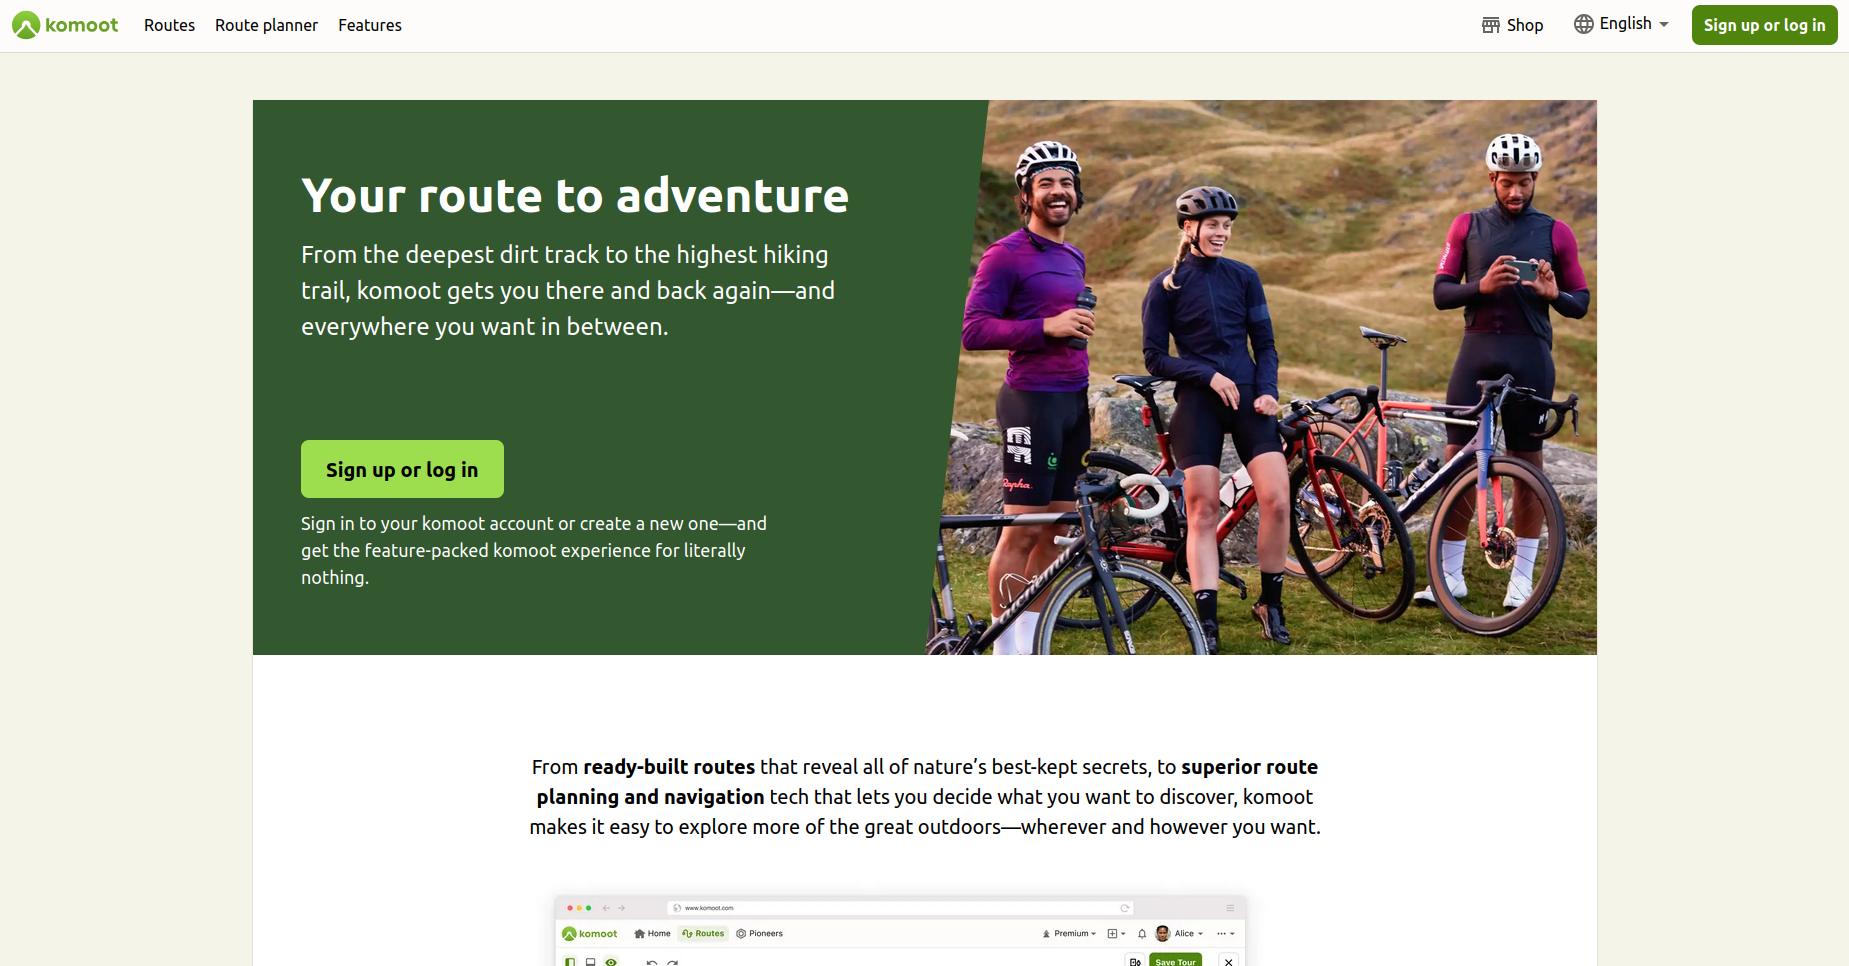 komoot
Routes
Route planner
Features
Shop
English
Sign up or log in
Your route to adventure
From the deepest dirt track to the highest hiking
trail, komoot gets you there and back again—and
everywhere you want in between.
Sign up or log in
Sign in to your komoot account or create a new one—and
get the feature-packed komoot experience for literally
nothing.
Rapha
From ready-built routes that reveal all of nature’s best-kept secrets, to superior route
planning and navigation tech that lets you decide what you want to discover, komoot
makes it easy to explore more of the great outdoors—wherever and however you want.
www.komoot.com
komoot
Home
Routes
Pioneers
Premium
Alice
Save Tour